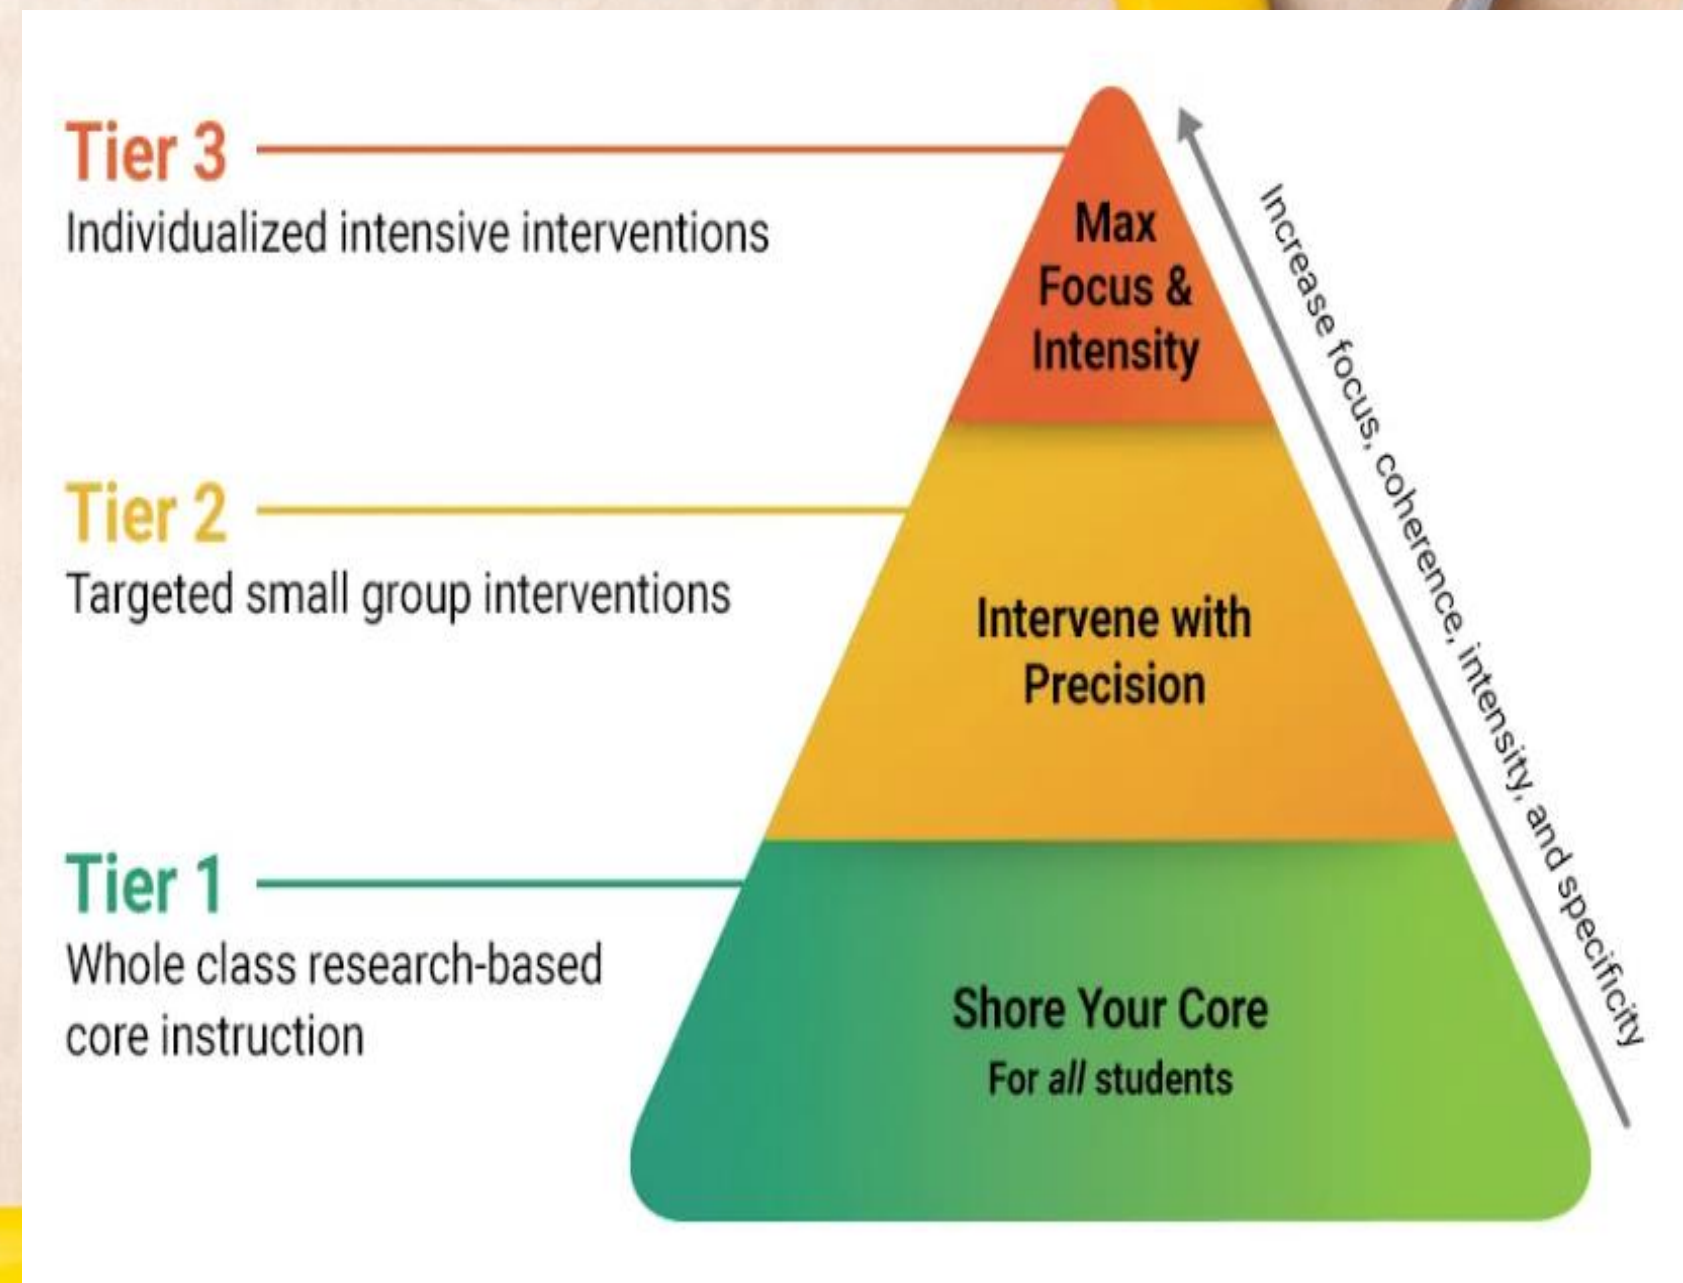 Tier 3
Individualized intensive interventions
Max
Focus &
Intensity
Tier 2
Targeted small group interventions
Intervene with
Precision
Tier 1
Whole class research-based
core instruction
Shore Your Core
For all students
Increase focus, coherence, intensity, and specificity